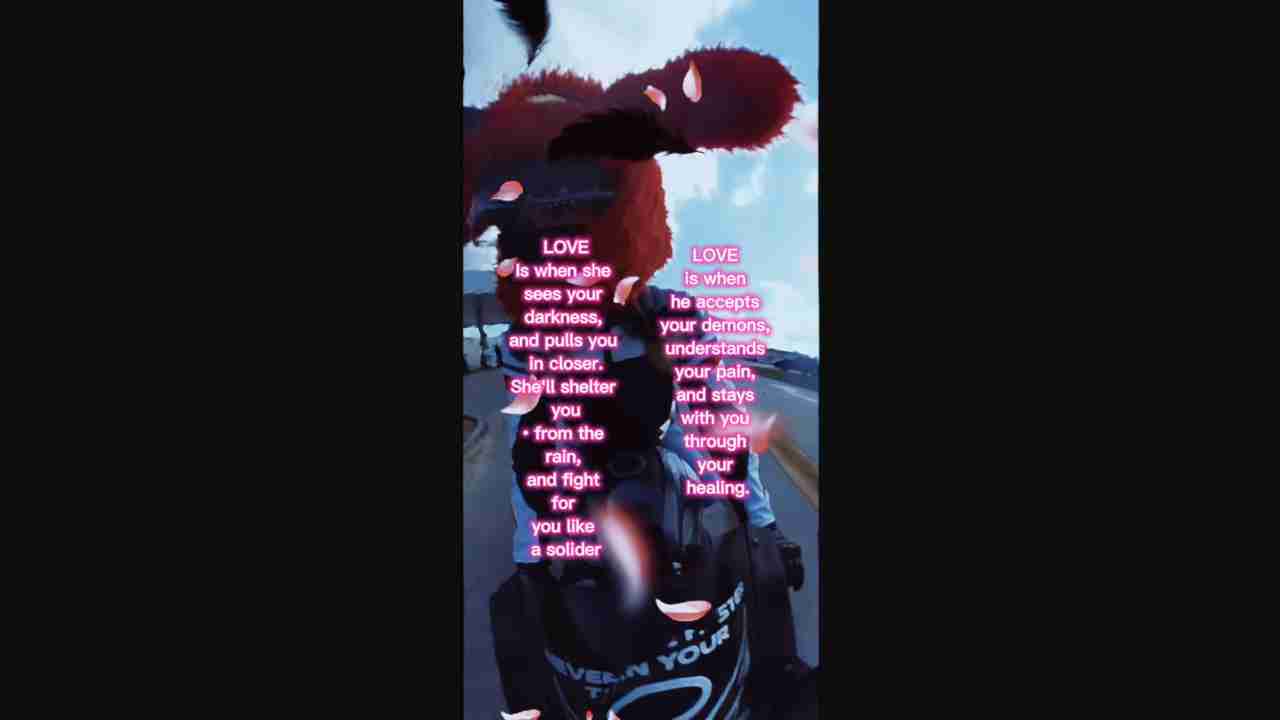 LOVE
is when she
sees your
darkness,
and pulls you
in closer.
She'll shelter
you
• from the
rain,
and fight
for
you like
a solider
LOVE
is when
he accepts
your demons,
understands
your pain,
and stays
with you
through
your
healing.
YOUR